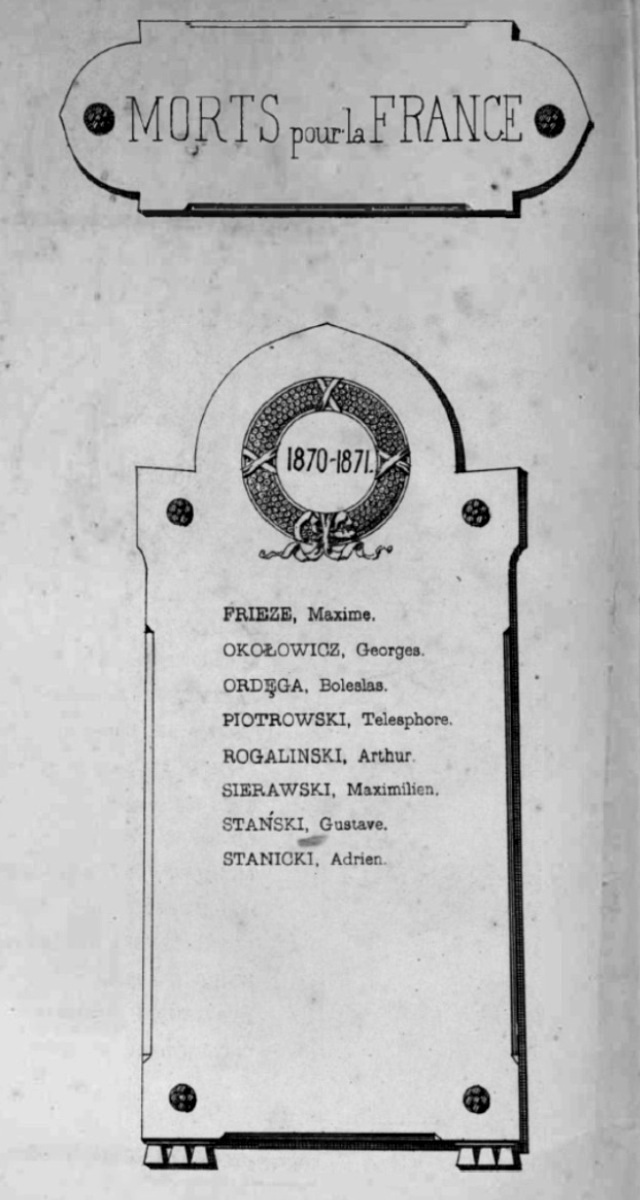 MORTS pour la FRANCE
1870-1871.
FRIEZE, Maxime.
OKOŁOWICZ, Georges.
ORDĘGA, Boleslas.
PIOTROWSKI, Telesphore.
ROGALINSKI, Arthur.
SIERAWSKI, Maximilien.
STAŃSKI, Gustave.
STANICKI, Adrien.